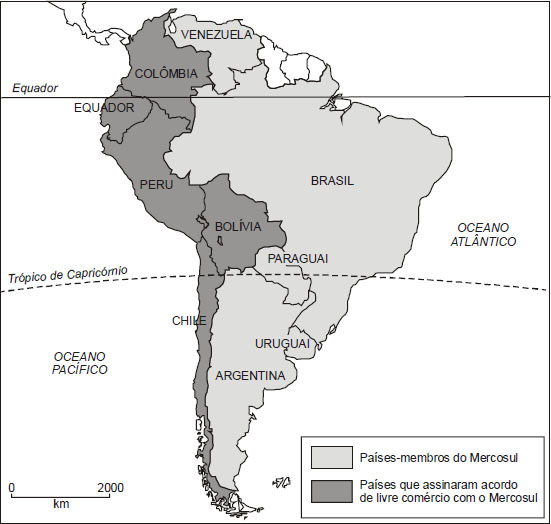 VENEZUELA
COLÔMBIA
Equador
EQUADOR
PERU
BRASIL
BOLÍVIA
OCEANO
ATLÂNTICO
PARAGUAI
Trópico de Capricórnio
CHILE
URUGUAI
OCEANO
PACÍFICO
ARGENTINA
Países-membros do Mercosul
Países que assinaram acordo
de livre comércio com o Mercosul
0 2000
km